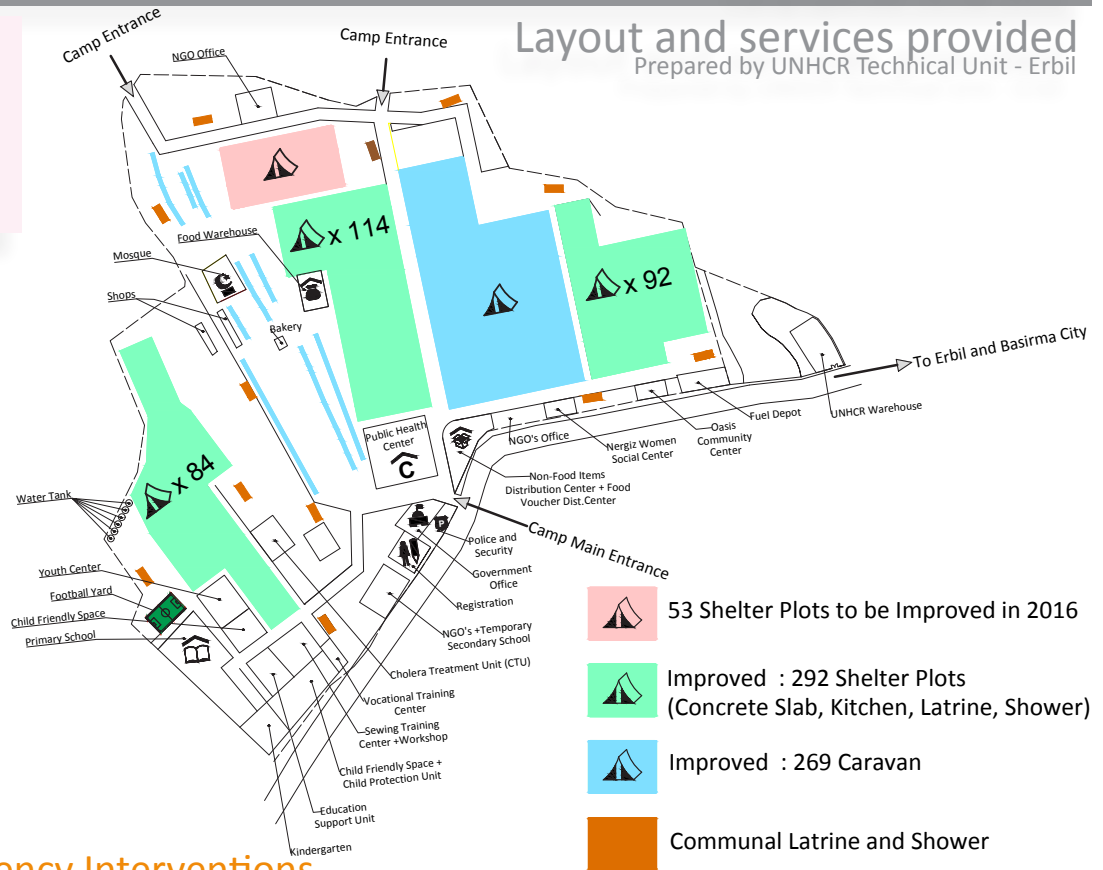 Layout and services provided
Prepared by UNHCR Technical Unit - Erbil
Camp Entrance
Camp Entrance
NGO Office
x 114
Food Warehouse
Mosque
Shops
Bakery
x 92
To Erbil and Basirma City
UNHCR Warehouse
Fuel Depot
Oasis
Community
Center
Nergiz Women
Social Center
NGO's Office
Public Health
Center
C
Non-Food Items
Distribution Center + Food
Voucher Dist.Center
x 84
Water Tank
Camp Main Entrance
P
Police and
Security
Government
Office
Registration
NGO's +Temporary
Secondary School
Youth Center
Football Yard
Child Friendly Space
Primary School
Cholera Treatment Unit (CTU)
Vocational Training
Center
Sewing Training
Center +Workshop
Child Friendly Space +
Child Protection Unit
Education
Support Unit
Kindergarten
53 Shelter Plots to be Improved in 2016
Improved : 292 Shelter Plots
(Concrete Slab, Kitchen, Latrine, Shower)
Improved : 269 Caravan
Communal Latrine and Shower
ency Interventions